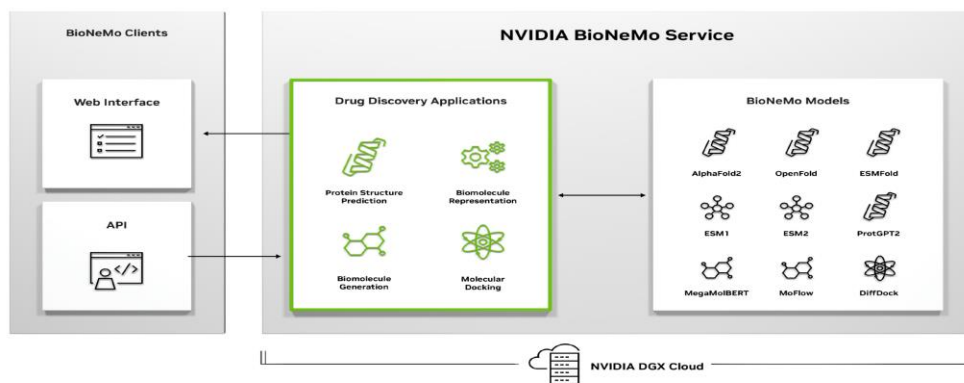 BioNeMo Clients
Web Interface
API
NVIDIA BioNeMo Service
Drug Discovery Applications
Protein Structure
Prediction
Biomolecule
Representation
Biomolecule
Generation
Molecular
Docking
BioNeMo Models
AlphaFold2
OpenFold
ESMFold
ESM1
ESM2
ProtGPT2
MegaMolBERT
MoFlow
DiffDock
NVIDIA DGX Cloud